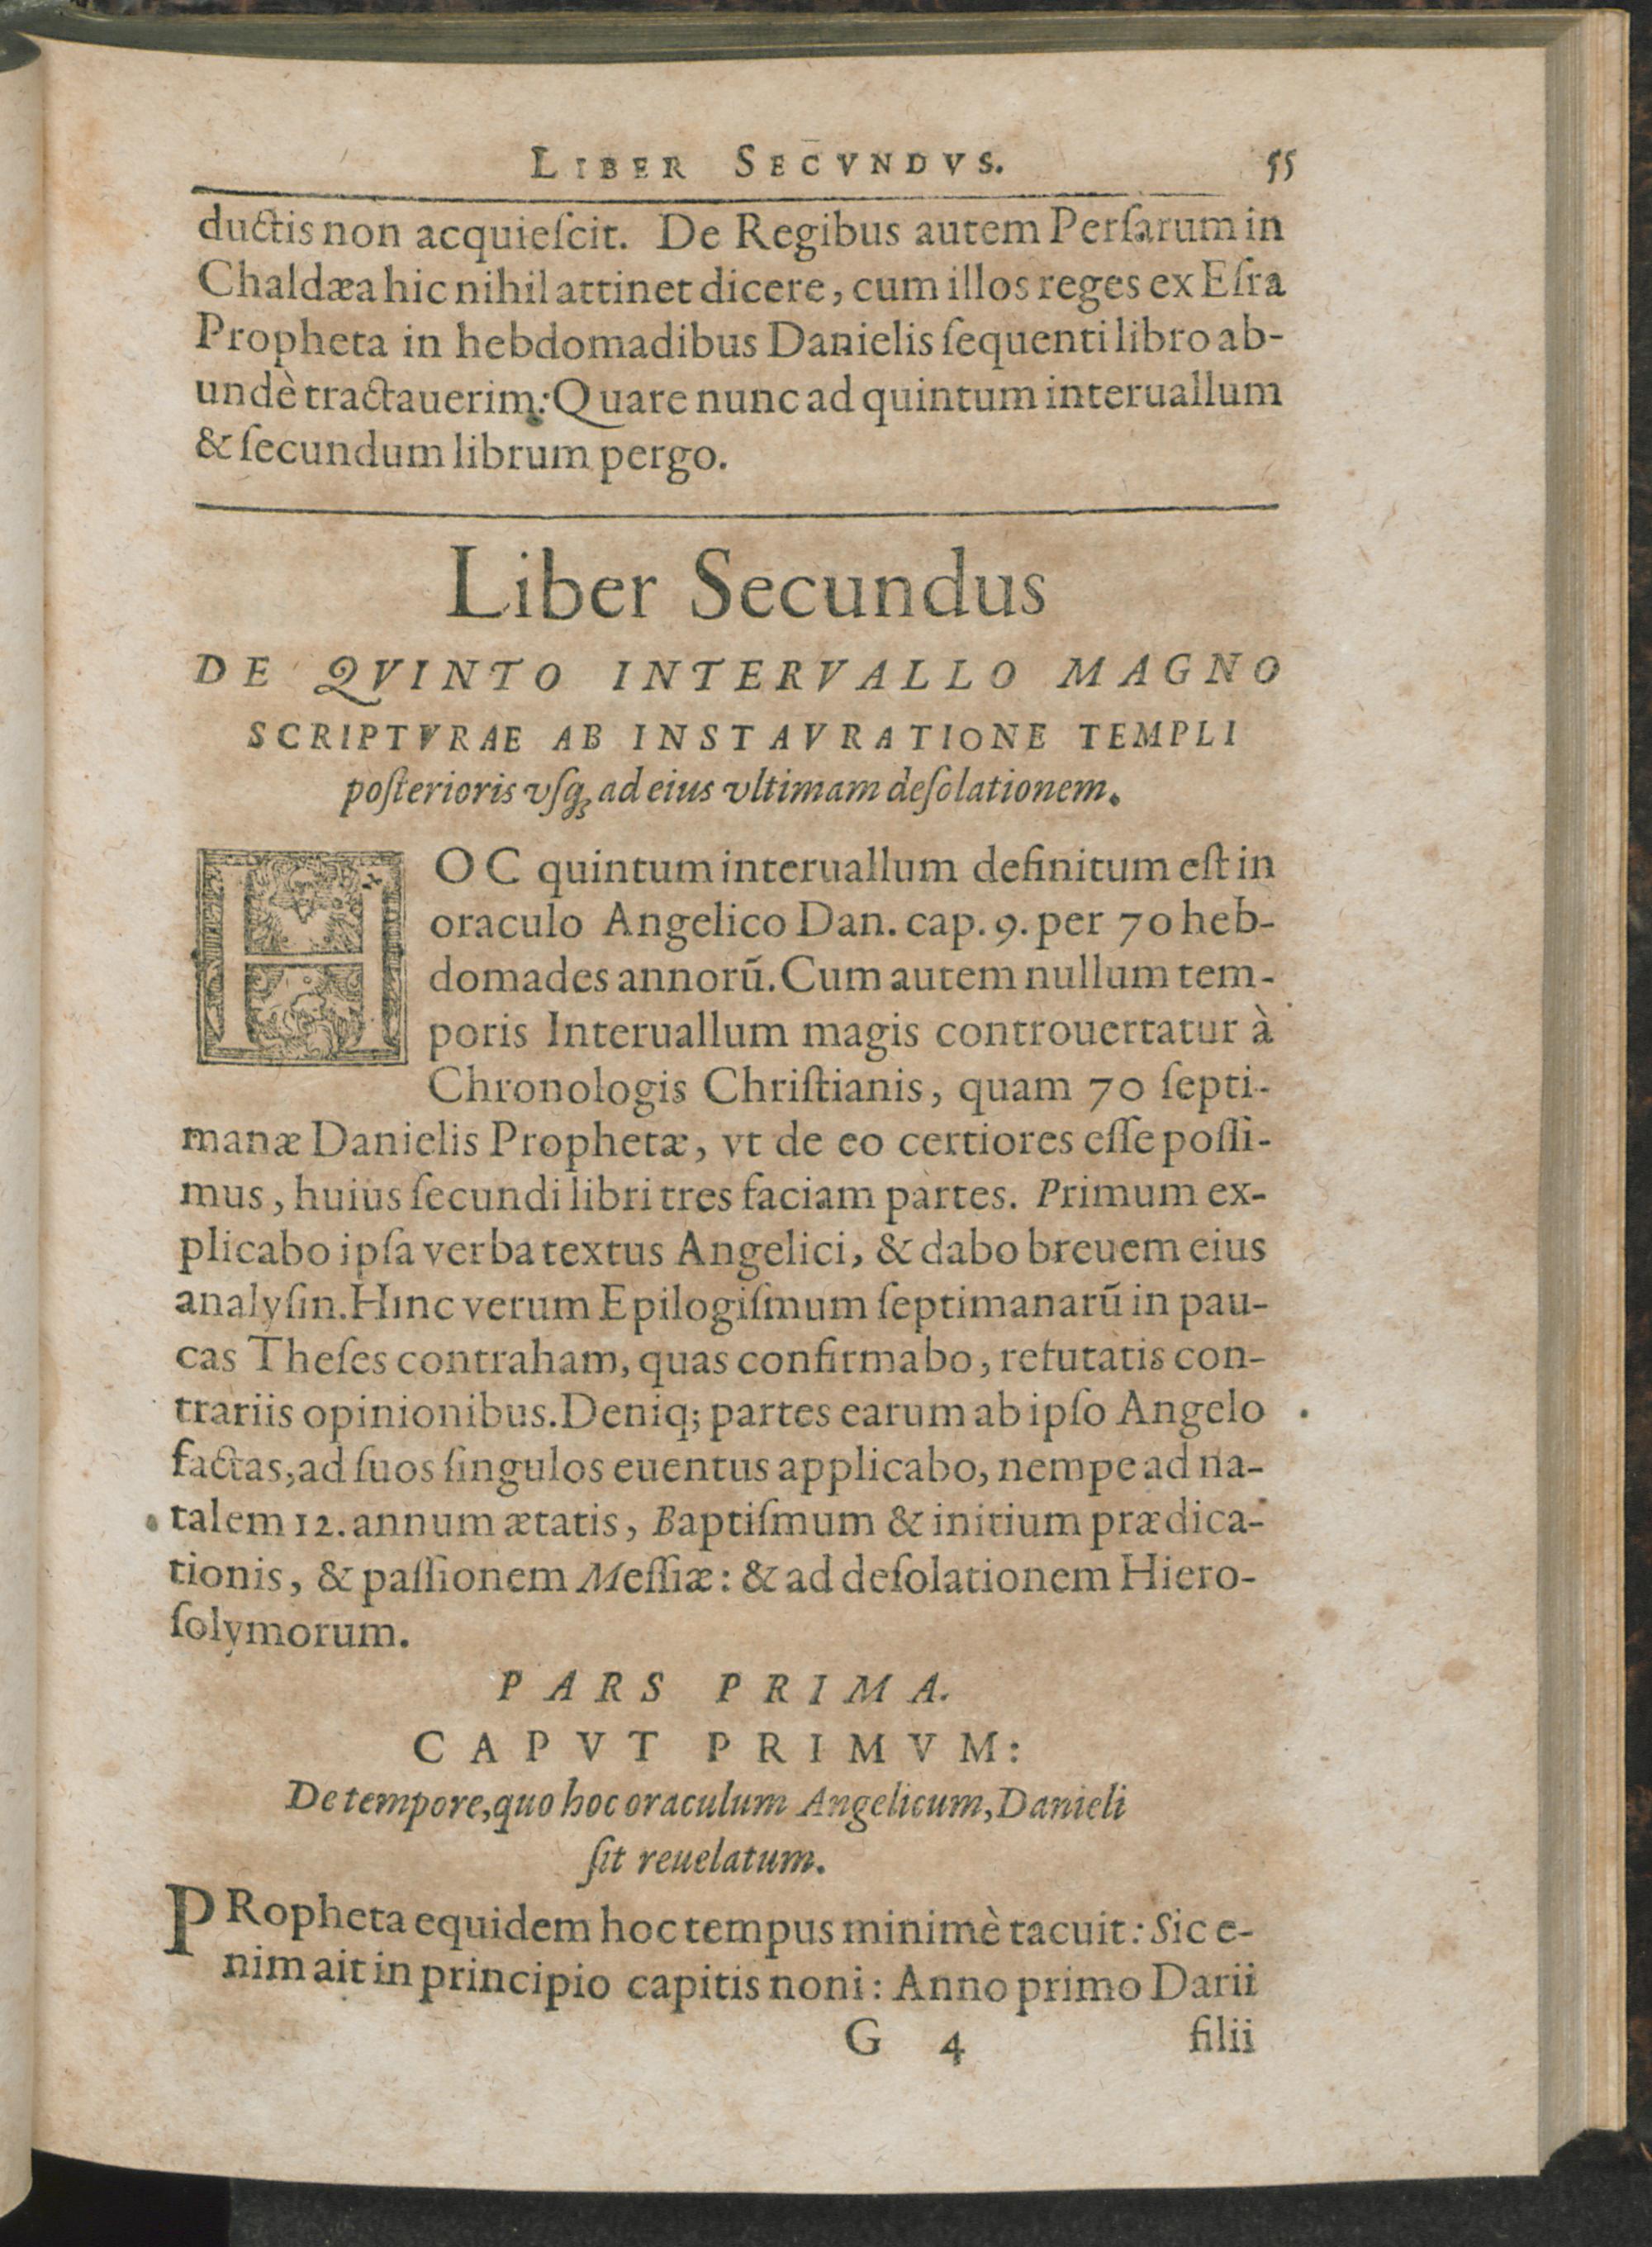 LIBER SECVNDVS. 55
ductis non acquieſcit. De Regibus autem Perſarum in
Chaldæa hic nihil attinet dicere, cum illos reges ex Eſra
Propheta in hebdomadibus Danielis ſequenti libro ab-
undè tractauerim: Quare nunc ad quintum interuallum
& ſecundum librum pergo.
Liber Secundus
DE QVINTO INTERVALLO MAGNO
SCRIPTVRAE AB INSTAVRATIONE TEMPLI
poſterioris vſq; ad eius vltimam deſolationem.
HOC quintum interuallum definitum eſt in
oraculo Angelico Dan. cap. 9. per 70 heb-
domades annorū. Cum autem nullum tem-
poris Interuallum magis controuertatur à
Chronologis Chriſtianis, quam 70 ſepti-
manæ Danielis Prophetæ, vt de eo certiores eſſe poſſi-
mus, huius ſecundi libri tres faciam partes. Primum ex-
plicabo ipſa verba textus Angelici, & dabo breuem eius
analyſin. Hinc verum Epilogiſmum ſeptimanarū in pau-
cas Theſes contraham, quas confirmabo, refutatis con-
trariis opinionibus. Deniq; partes earum ab ipſo Angelo
factas, ad ſuos ſingulos euentus applicabo, nempe ad na-
talem 12. annum ætatis, Baptiſmum & initium prædica-
tionis, & paſſionem Meſſiæ: & ad deſolationem Hiero-
ſolymorum.
PARS PRIMA.
CAPVT PRIMVM:
De tempore, quo hoc oraculum Angelicum, Danieli
ſit reuelatum.
PRopheta equidem hoc tempus minimè tacuit: Sic e-
nim ait in principio capitis noni: Anno primo Darii
G 4 filii